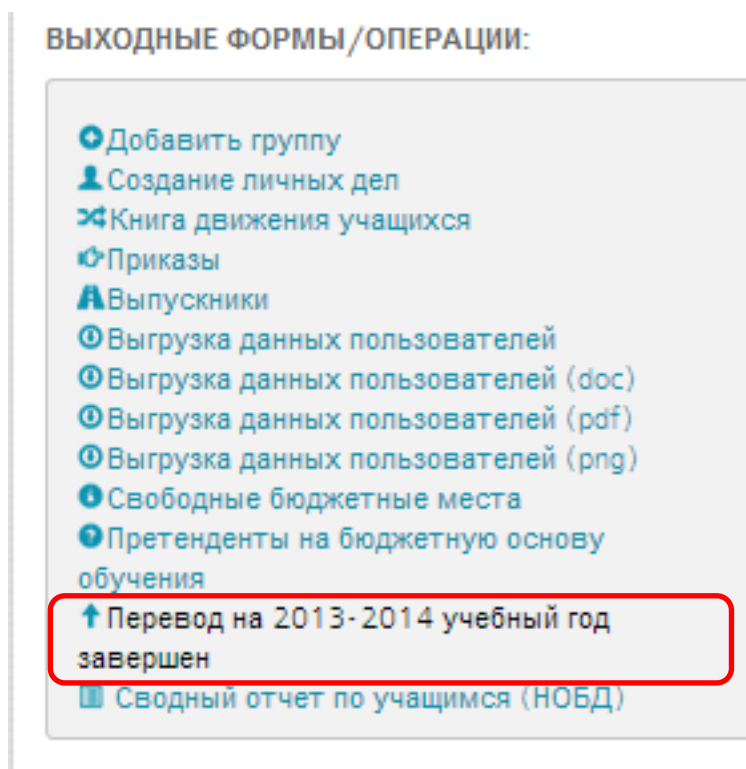 ВЫХОДНЫЕ ФОРМЫ/ОПЕРАЦИИ:
Добавить группу
Создание личных дел
Книга движения учащихся
Приказы
Выпускники
Выгрузка данных пользователей
Выгрузка данных пользователей (doc)
Выгрузка данных пользователей (pdf)
Выгрузка данных пользователей (png)
Свободные бюджетные места
Претенденты на бюджетную основу
обучения
Перевод на 2013-2014 учебный год
завершен
Сводный отчет по учащимся (НОБД)